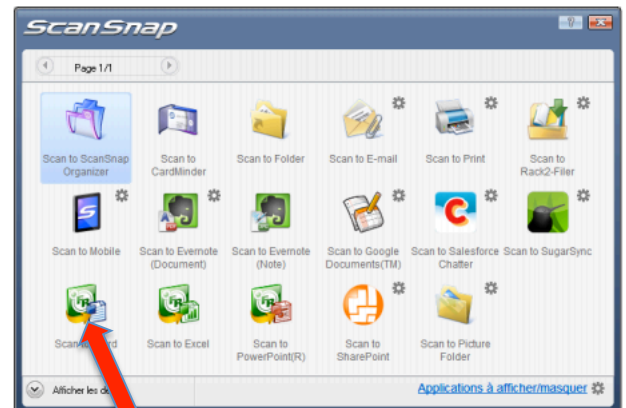 ScanSnap
Page 1/1
Scan to ScanSnap
Organizer
Scan to
CardMinder
Scan to Folder
Scan to E-mail
Scan to Print
Scan to
Rack2-Filer
Scan to Mobile
Scan to Evernote
(Document)
Scan to Evernote
(Note)
Scan to Google
Documents(TM)
Scan to Salesforce
Chatter
Scan to SugarSync
Scan to Excel
Scan to
PowerPoint(R)
Scan to
SharePoint
Scan to Picture
Folder
Afficher les
Applications à afficher/masquer